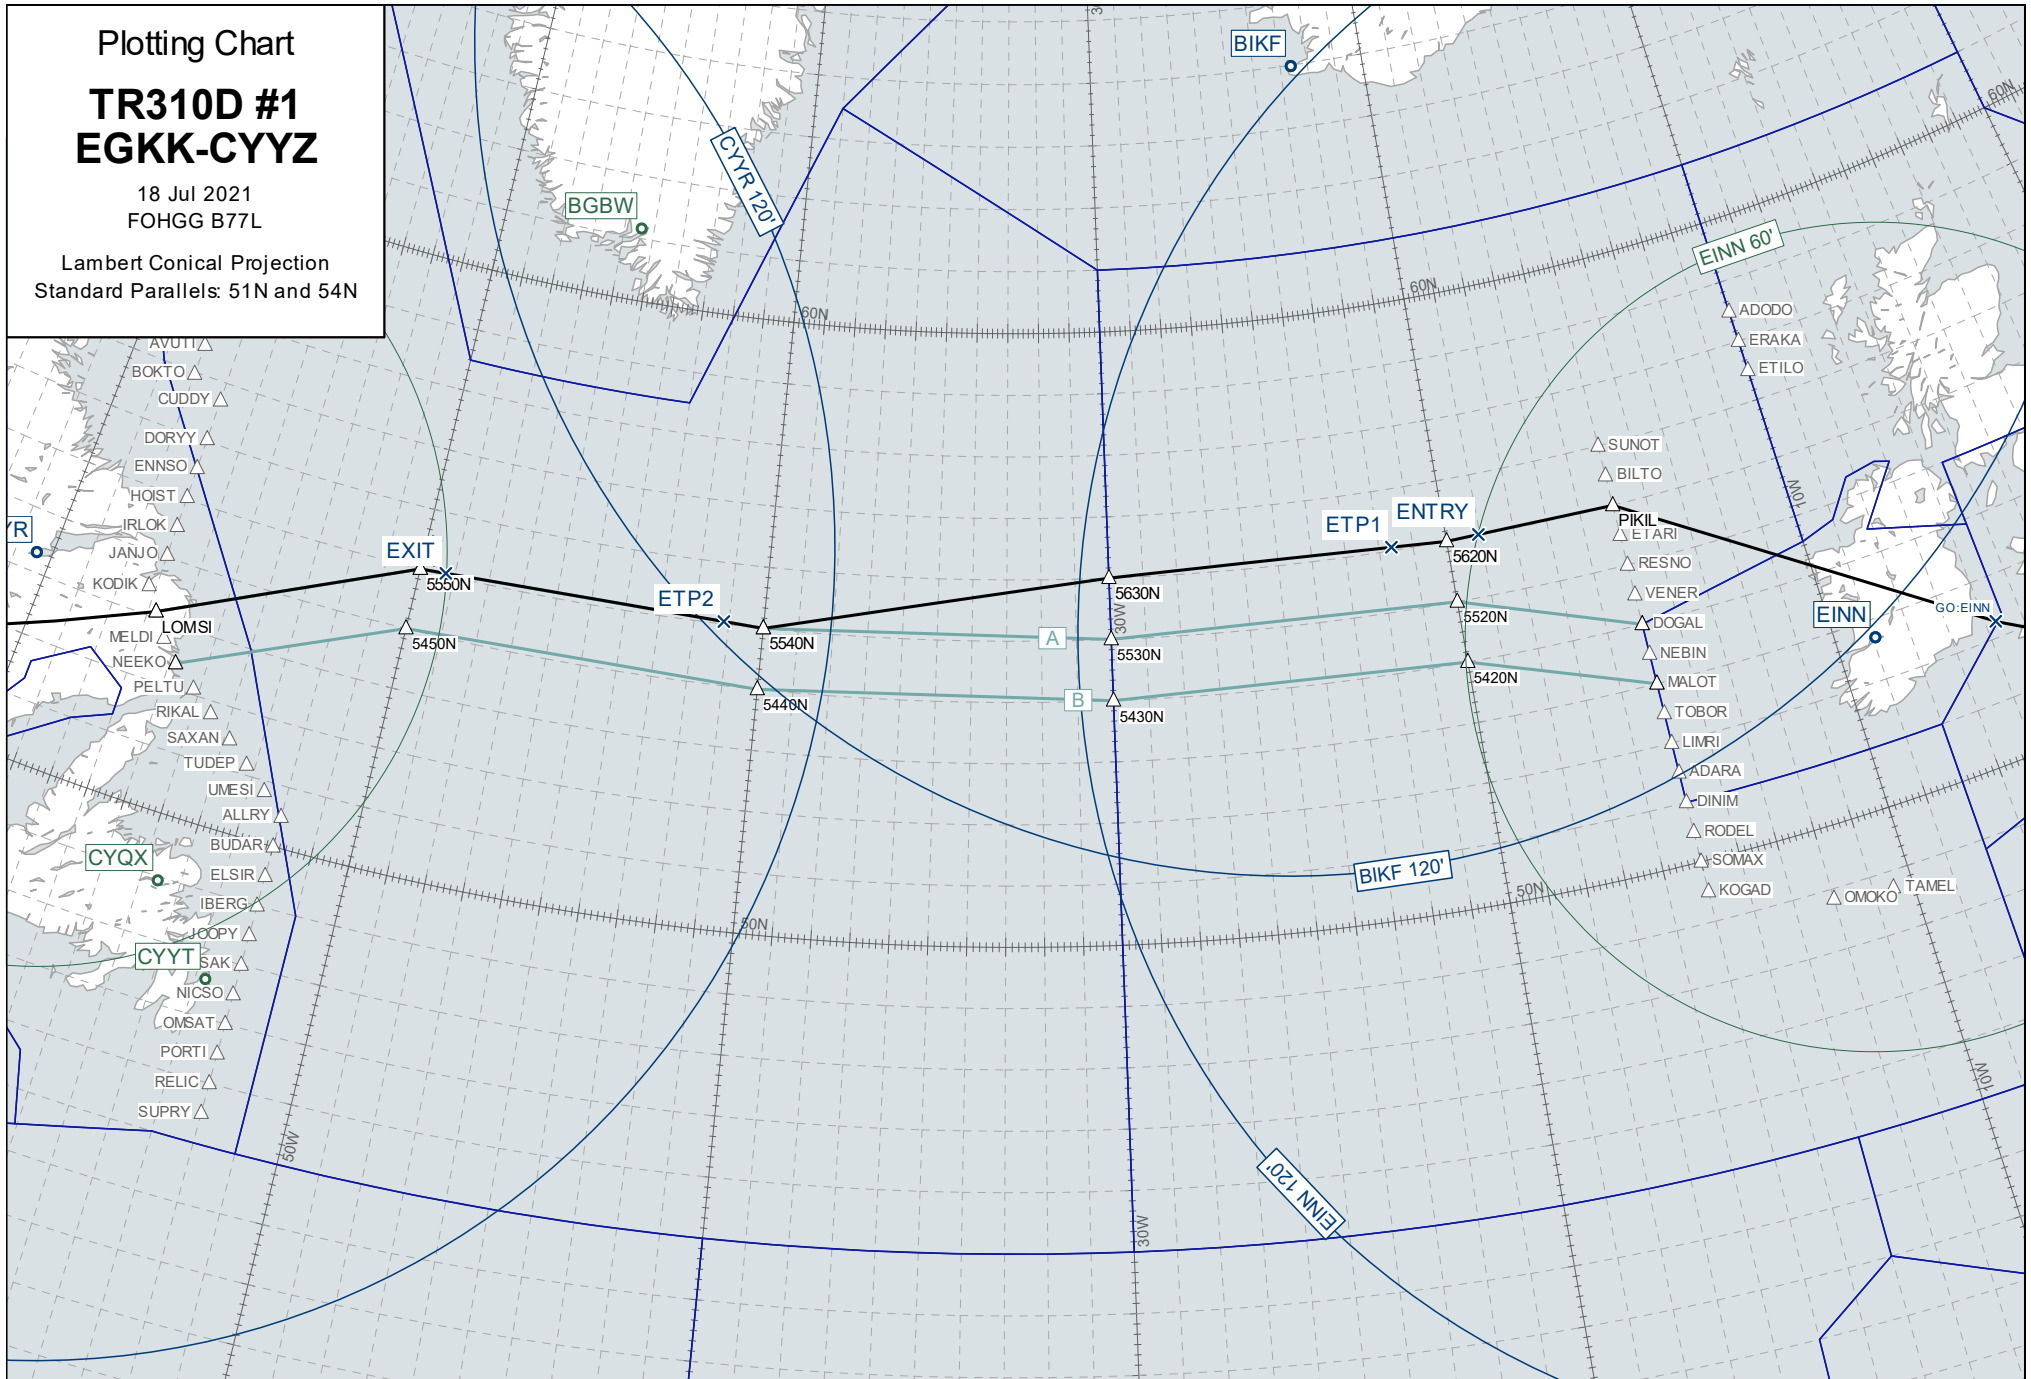 Plotting Chart
TR310D #1
EGKK-CYYZ
18 Jul 2021
FOHGG B77L
Lambert Conical Projection
Standard Parallels: 51N and 54N
BIKF
60N
CYYR 120'
BGBW
EINN 60'
60N
60N
ADODO
ERAKA
ETILO
AVUTI
BOKTO
CUDDY
DORYY
ENNSO
HOIST
IRLOK
YR
JANJO
KODIK
LOMSI
MELDI
NEEKO
PELTU
RIKAL
SAXAN
TUDEP
UMESI
ALLRY
BUDAR
ELSIR
IBERG
JOOPY
SAK
NICSO
OMSAT
PORTI
RELIC
SUPRY
CYQX
CYYT
EXIT
5550N
5450N
ETP2
5540N
5440N
A
B
5630N
30W
5530N
5430N
ETP1
ENTRY
5620N
5520N
5420N
SUNOT
BILTO
PIKIL
ETARI
RESNO
VENER
DOGAL
NEBIN
MALOT
TOBOR
LIMRI
ADARA
DINIM
RODEL
SOMAX
KOGAD
OMOKO
TAMEL
10W
EINN
GO:EINN
BIKF 120'
50N
50N
10W
50W
30W
EINN 120'